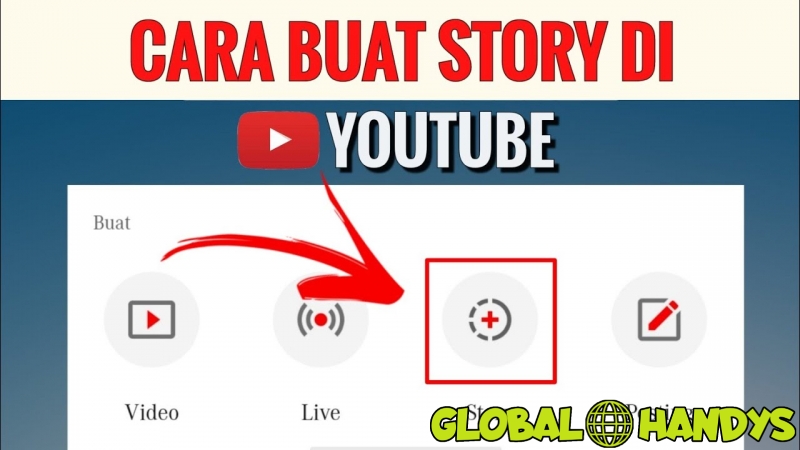 CARA BUAT STORY DI
YOUTUBE
Buat
Video
Live
GLOBAL HANDYS